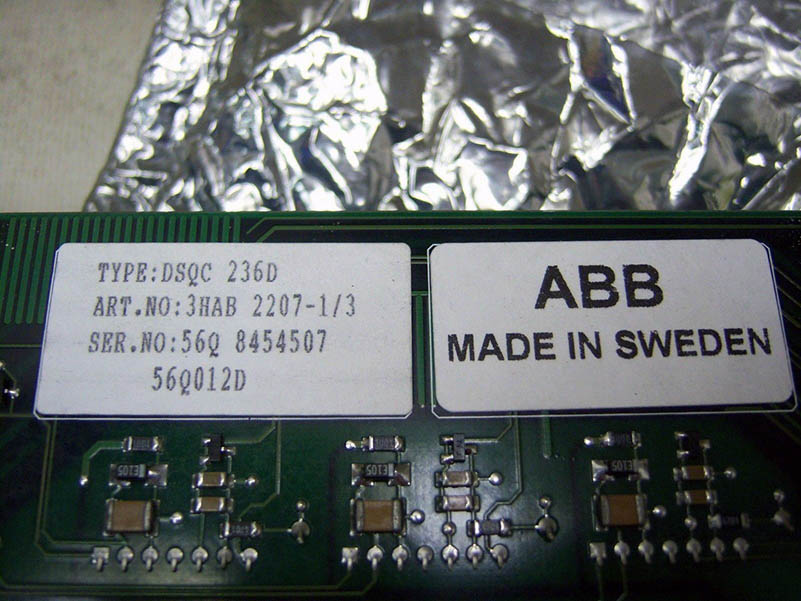 TYPE:DSQC 236D
ART.NO:3HAB 2207-1/3
SER.NO:56Q 8454507
56Q012D
ABB
MADE IN SWEDEN